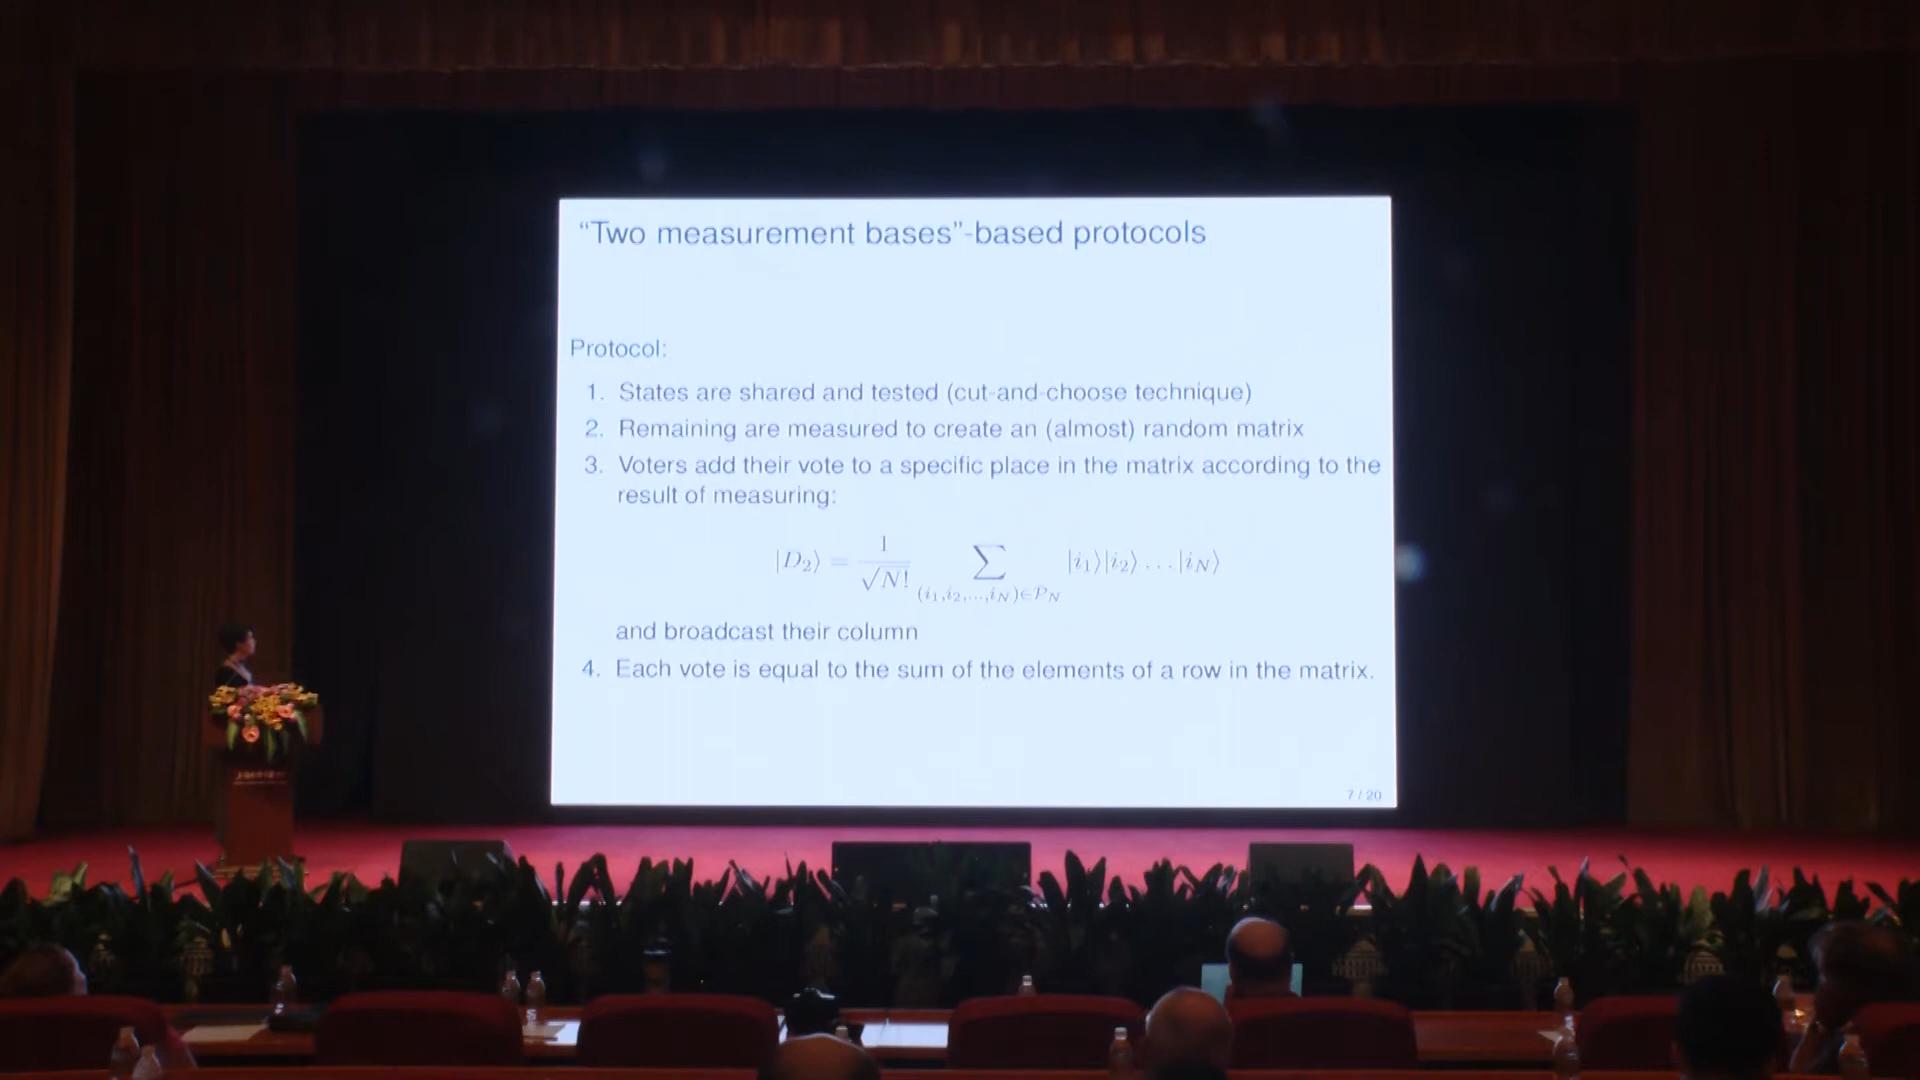 “Two measurement bases”-based protocols
Protocol:
1. States are shared and tested (cut-and-choose technique)
2. Remaining are measured to create an (almost) random matrix
3. Voters add their vote to a specific place in the matrix according to the
result of measuring:
|D₂⟩ = 1/√N! ∑_{(i₁,i₂,...,i_N)∈P_N} |i₁⟩|i₂⟩ . . . |i_N⟩
and broadcast their column
4. Each vote is equal to the sum of the elements of a row in the matrix.
7 / 20